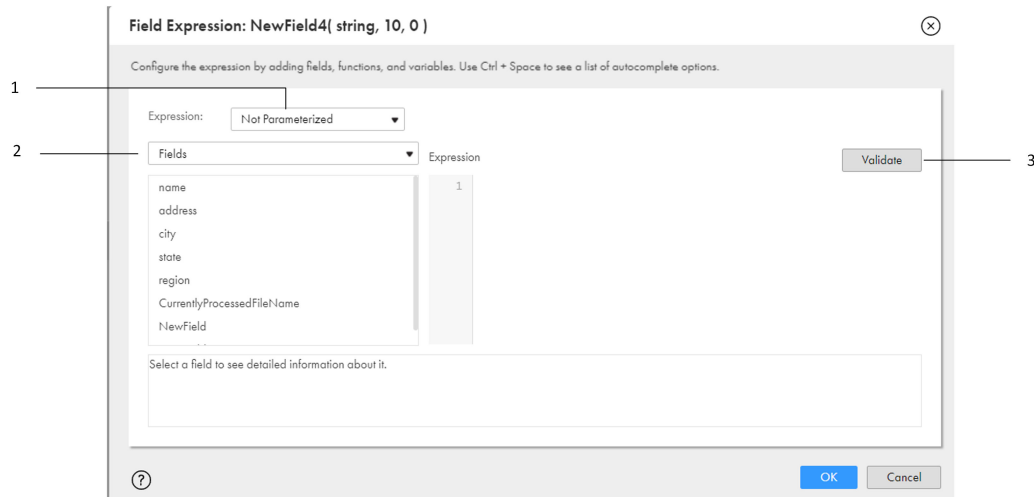 Field Expression: NewField4( string, 10, 0 )
Configure the expression by adding fields, functions, and variables. Use Ctrl + Space to see a list of autocomplete options.
1
Expression: Not Parameterized
2
Fields
Expression
Validate
3
name
1
address
city
state
region
CurrentlyProcessedFileName
NewField
Select a field to see detailed information about it.
?
OK
Cancel